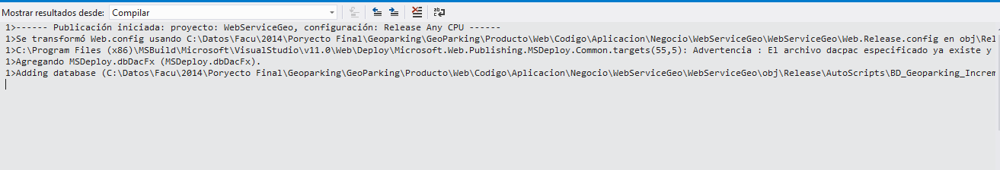 Mostrar resultados desde: Compilar
1>------ Publicación iniciada: proyecto: WebServiceGeo, configuración: Release Any CPU ------
1>Se transformó Web.config usando C:\Datos\Facu\2014\Poryecto Final\Geoparking\GeoParking\Producto\Web\Codigo\Aplicacion\Negocio\WebServiceGeo\WebServiceGeo\Web.Release.config en obj\Rel
1>C:\Program Files (x86)\MSBuild\Microsoft\VisualStudio\v11.0\Web\Deploy\Microsoft.Web.Publishing.MSDeploy.Common.targets(55,5): Advertencia : El archivo dacpac especificado ya existe y
1>Agregando MSDeploy.dbDacFx (MSDeploy.dbDacFx).
1>Adding database (C:\Datos\Facu\2014\Poryecto Final\Geoparking\GeoParking\Producto\Web\Codigo\Aplicacion\Negocio\WebServiceGeo\WebServiceGeo\obj\Release\AutoScripts\BD_Geoparking_Increm